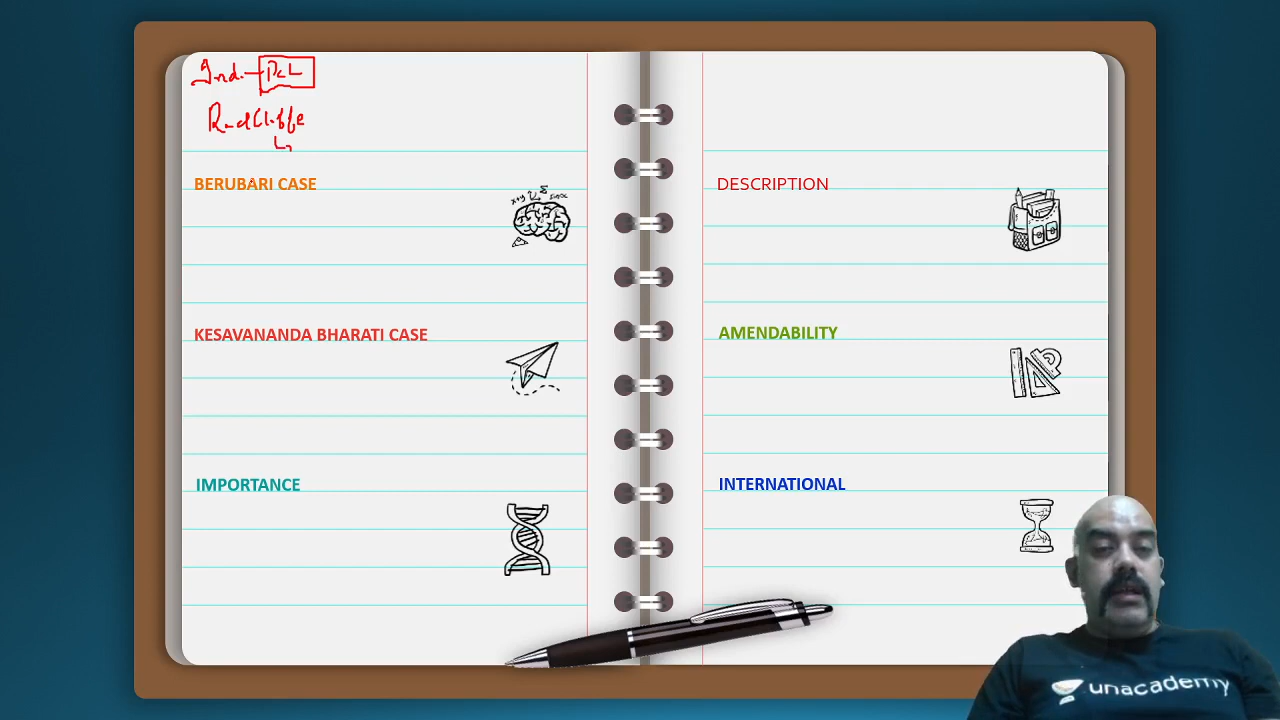 Ind. - Pak
Radcliffe
BERUBARI CASE
KESAVANANDA BHARATI CASE
IMPORTANCE
DESCRIPTION
AMENDABILITY
INTERNATIONAL
unacademy